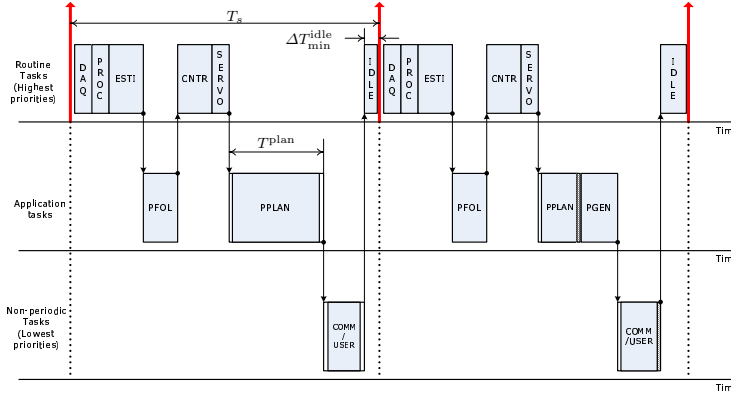 T_s
ΔT_min^idle
Routine
Tasks
(Highest
priorities)
DAQ
PROC
ESTI
CNTR
SERVO
IDLE
DAQ
PROC
ESTI
CNTR
SERVO
IDLE
Tim
T^plan
Application
tasks
PFOL
PPLAN
PFOL
PPLAN
PGEN
Tim
Non-periodic
Tasks
(Lowest
priorities)
COMM
/
USER
COMM
/USER
Tim